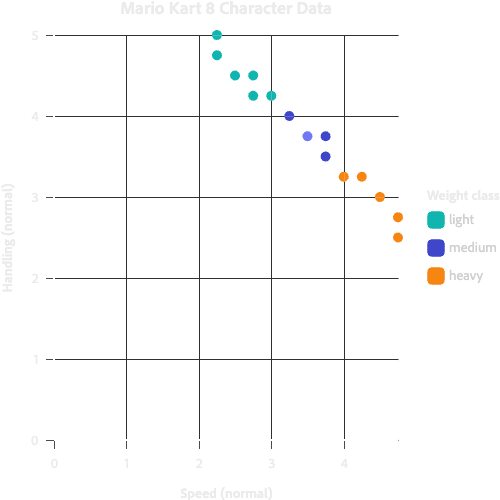 Mario Kart 8 Character Data
5
4
3
2
1
0
Handling (normal)
0 1 2 3 4
Speed (normal)
Weight class
light
medium
heavy